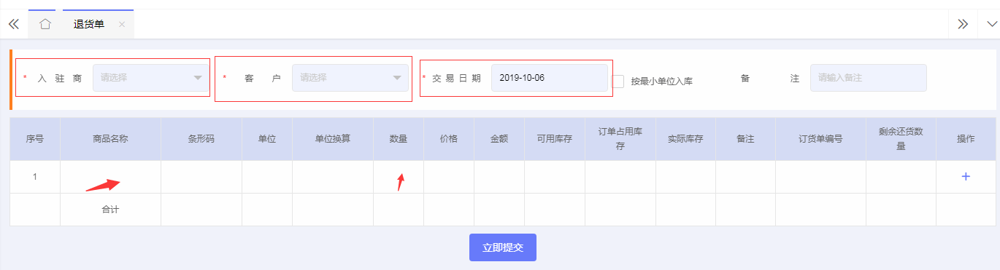 退货单
* 入驻商 请选择 * 客户 请选择 * 交易日期 2019-10-06 按最小单位入库 备注 请输入备注
序号 商品名称 条形码 单位 单位换算 数量 价格 金额 可用库存 订单占用库存 实际库存 备注 订货单编号 剩余还货数量 操作
1 +
合计
立即提交